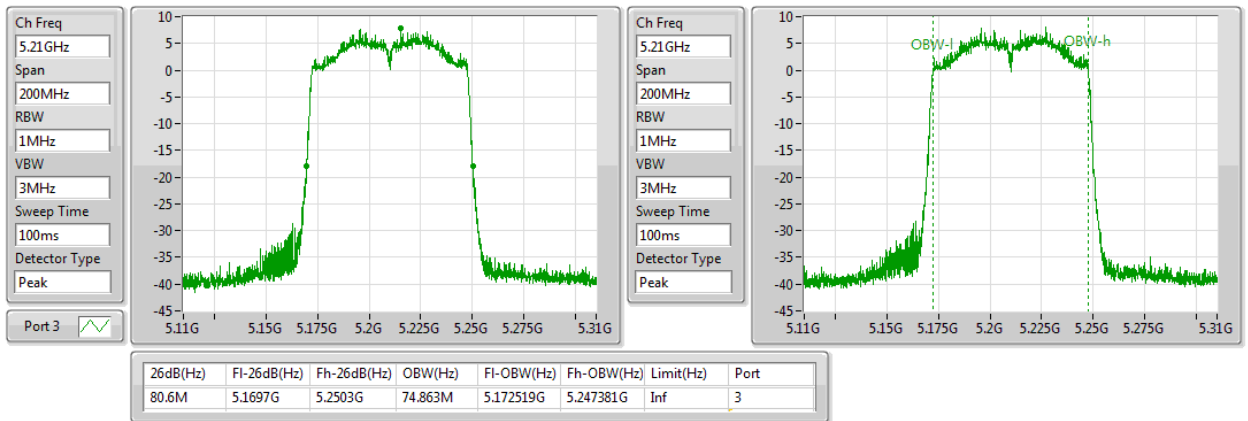 Ch Freq
5.21GHz
Span
200MHz
RBW
1MHz
VBW
3MHz
Sweep Time
100ms
Detector Type
Peak
Port 3
10
5
0
-5
-10
-15
-20
-25
-30
-35
-40
-45
5.11G 5.15G 5.175G 5.2G 5.225G 5.25G 5.275G 5.31G
Ch Freq
5.21GHz
Span
200MHz
RBW
1MHz
VBW
3MHz
Sweep Time
100ms
Detector Type
Peak
10
5
0
-5
-10
-15
-20
-25
-30
-35
-40
-45
OBW-l OBW-h
5.11G 5.15G 5.175G 5.2G 5.225G 5.25G 5.275G 5.31G
26dB(Hz) Fl-26dB(Hz) Fh-26dB(Hz) OBW(Hz) Fl-OBW(Hz) Fh-OBW(Hz) Limit(Hz) Port
80.6M 5.1697G 5.2503G 74.863M 5.172519G 5.247381G Inf 3